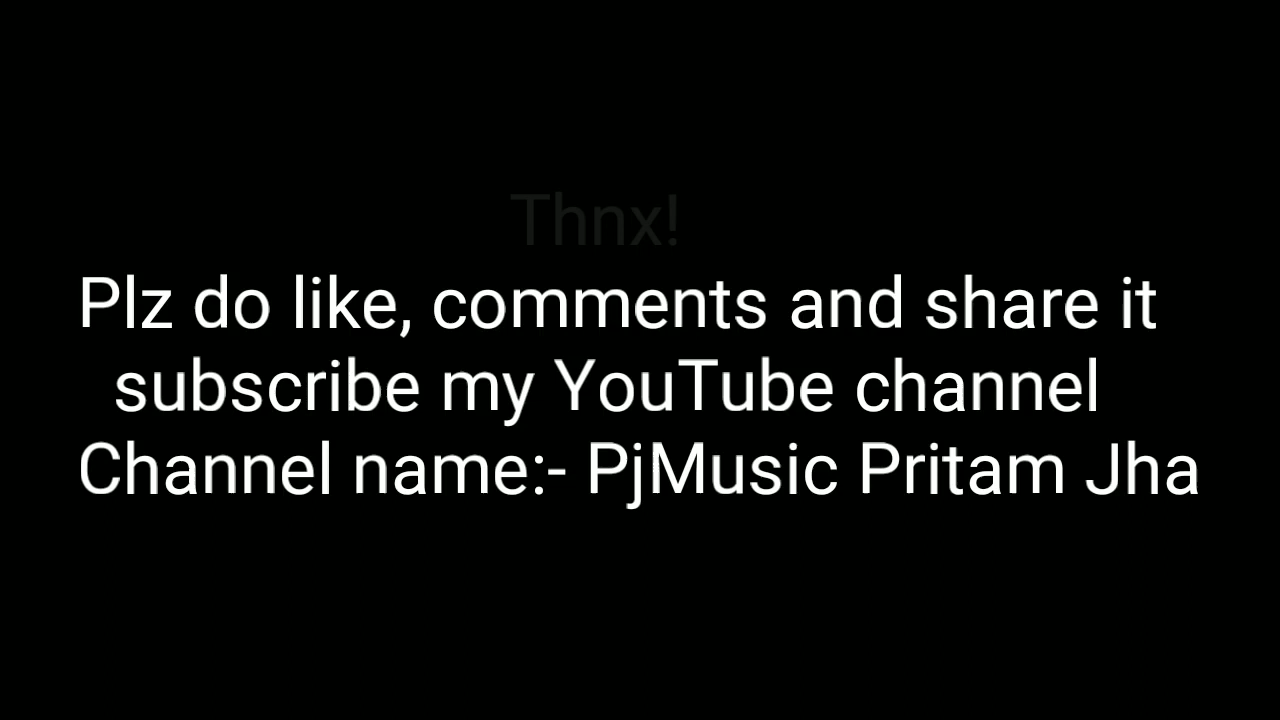 Thnx!
Plz do like, comments and share it
subscribe my YouTube channel
Channel name:- PjMusic Pritam Jha